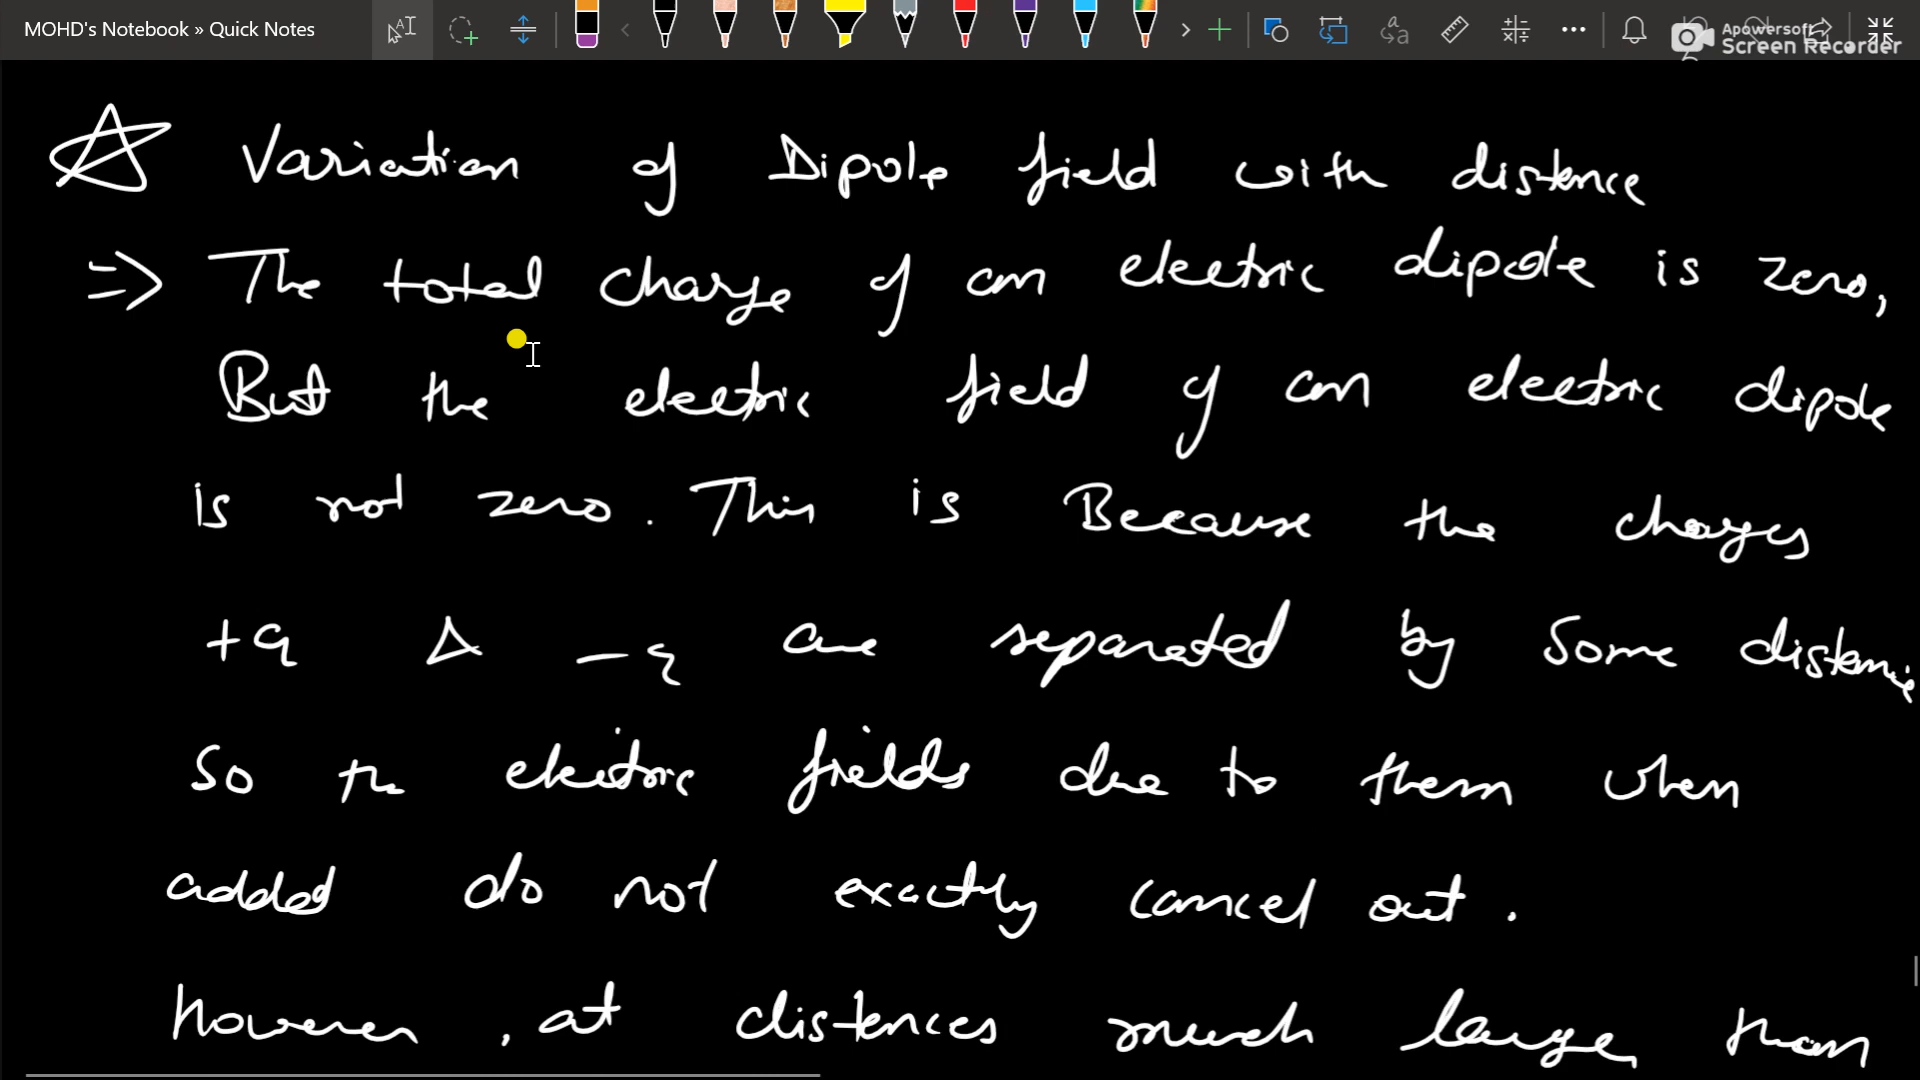 MOHD's Notebook » Quick Notes
Apowersoft
Screen Recorder
Variation of Dipole field with distance
=> The total charge of an electric dipole is zero,
But the electric field of an electric dipole
is not zero. This is Because the charges
+q & -q are separated by some distance
So the electric fields due to them when
added do not exactly cancel out.
however, at distances much large than